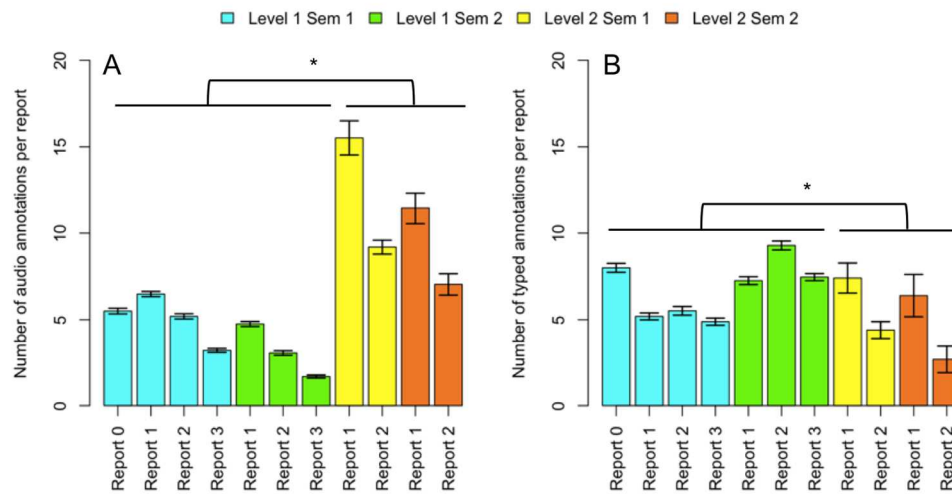 Level 1 Sem 1 Level 1 Sem 2 Level 2 Sem 1 Level 2 Sem 2
A
*
Number of audio annotations per report
20
15
10
5
0
Report 0
Report 1
Report 2
Report 3
Report 1
Report 2
Report 3
Report 1
Report 2
Report 1
Report 2
B
*
Number of typed annotations per report
20
15
10
5
0
Report 0
Report 1
Report 2
Report 3
Report 1
Report 2
Report 3
Report 1
Report 2
Report 1
Report 2